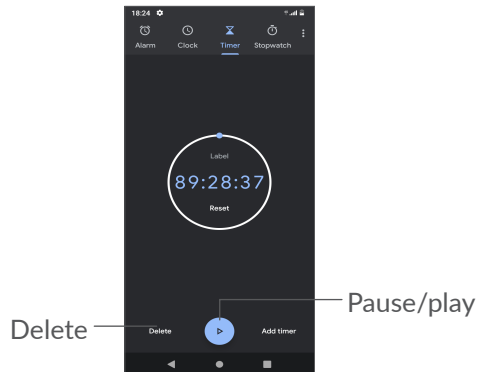 18:24
Alarm Clock Timer Stopwatch
Label
89:28:37
Reset
Pause/play
Delete
Delete Add timer